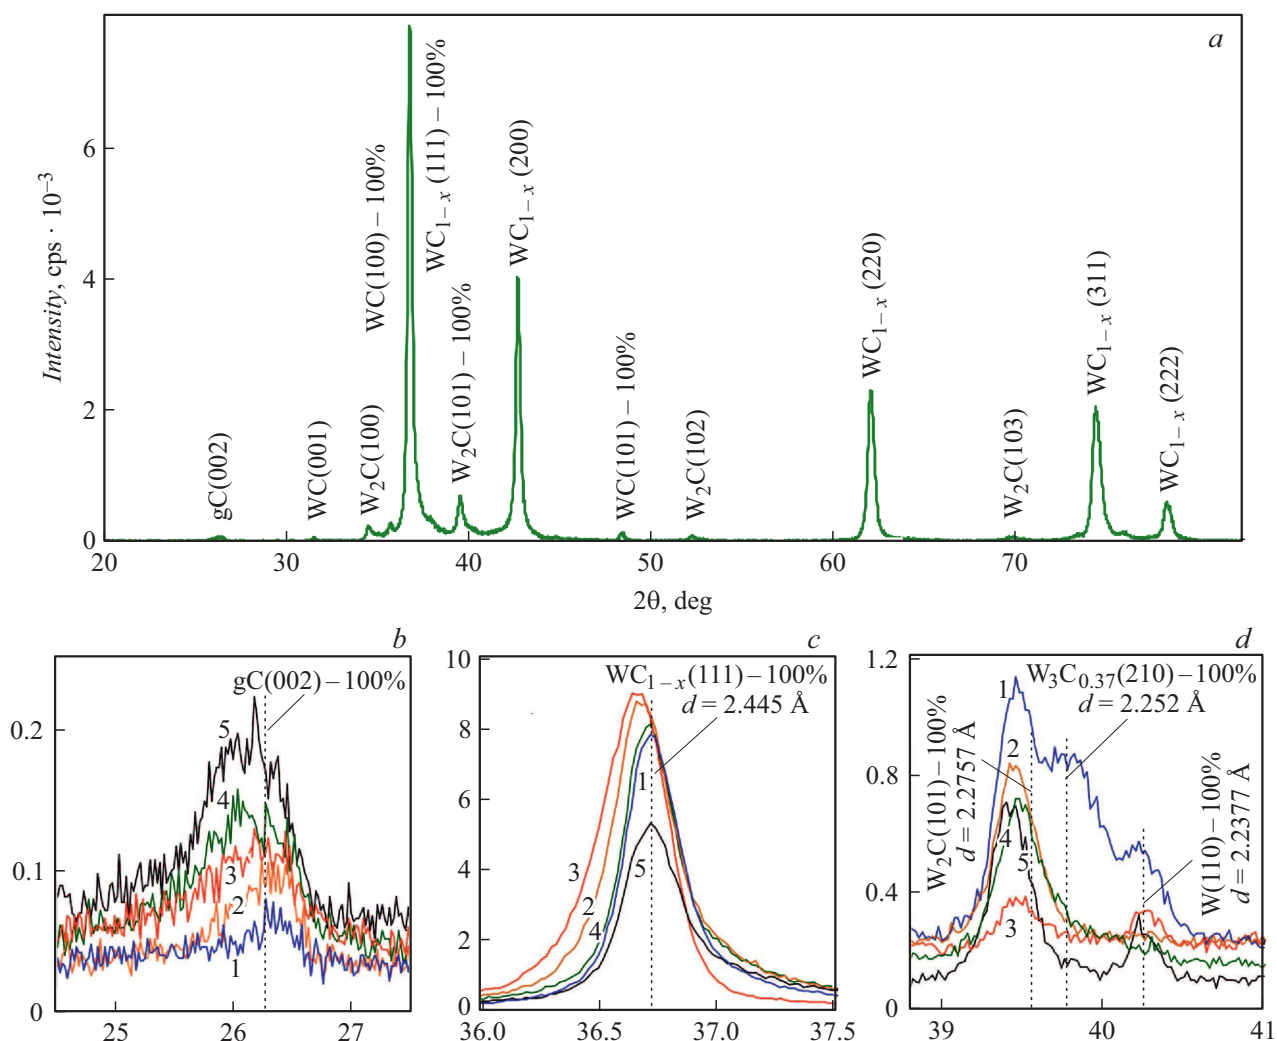 a
Intensity, cps · 10⁻³
6
4
2
0
gC(002)
WC(001)
W₂C(100)
WC(100) – 100%
WC₁₋ₓ (111) – 100%
W₂C(101) – 100%
WC₁₋ₓ (200)
WC(101) – 100%
W₂C(102)
WC₁₋ₓ (220)
W₂C(103)
WC₁₋ₓ (311)
WC₁₋ₓ (222)
20 30 40 50 60 70
2θ, deg
b
gC(002) – 100%
0.2
0.1
0
5
4
3
2
1
25 26 27
c
WC₁₋ₓ(111) – 100%
d = 2.445 Å
10
8
6
4
2
0
1
3
5
2
4
36.0 36.5 37.0 37.5
d
W₃C₀.₃₇(210) – 100%
d = 2.252 Å
W₂C(101) – 100%
d = 2.2757 Å
W(110) – 100%
d = 2.2377 Å
1.2
0.8
0.4
0
1
2
4
5
3
39 40 41